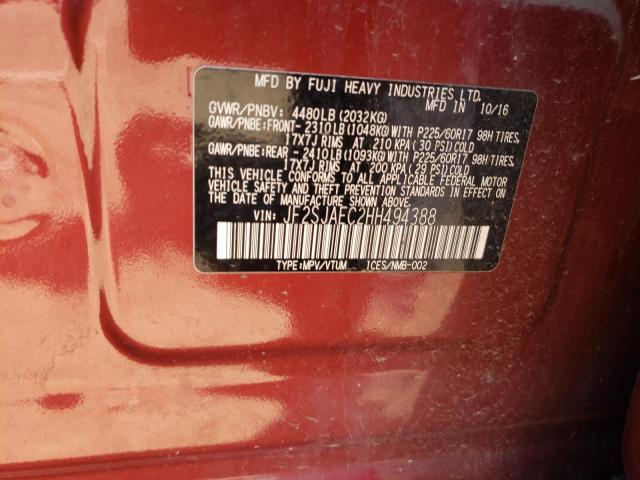 MFD BY FUJI HEAVY INDUSTRIES LTD.
MFD IN 10/16
GVWR/PNBV: 4480LB(2032KG)
GAWR/PNBE:FRONT-2310LB(1048KG)WITH P225/60R17 98H TIRES,
17X7J RIMS AT 210 KPA(30 PSI)COLD
GAWR/PNBE:REAR -2410LB(1093KG)WITH P225/60R17 98H TIRES,
17X7J RIMS AT 200 KPA(29 PSI)COLD
THIS VEHICLE CONFORMS TO ALL APPLICABLE FEDERAL MOTOR
VEHICLE SAFETY AND THEFT PREVENTION STANDARDS IN EFFECT ON
THE DATE OF MANUFACTURE SHOWN ABOVE.
VIN: JF2SJAEC2HH494388
TYPE:MPV/VTUM ICES/NMB-002